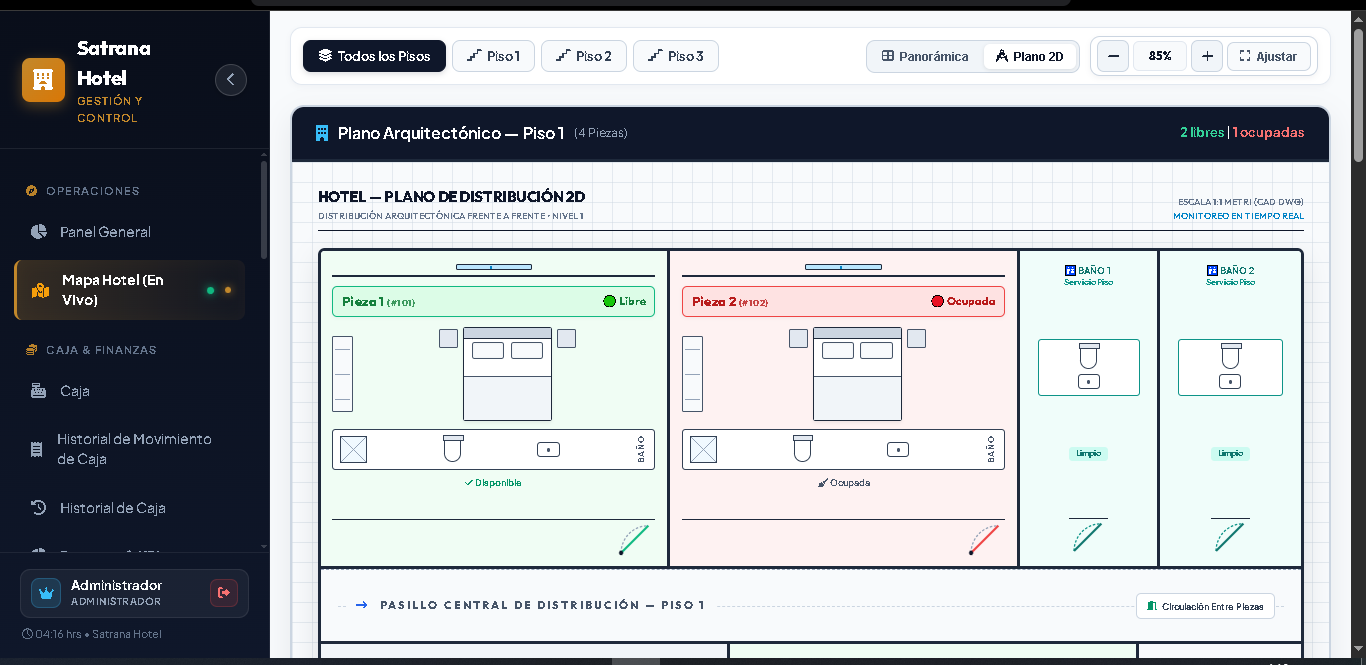 Satrana
Hotel
GESTIÓN Y
CONTROL
OPERACIONES
Panel General
Mapa Hotel (En
Vivo)
CAJA & FINANZAS
Caja
Historial de Movimiento
de Caja
Historial de Caja
Administrador
ADMINISTRADOR
04:16 hrs • Satrana Hotel
Todos los Pisos
Piso 1
Piso 2
Piso 3
Panorámica
Plano 2D
85%
Ajustar
Plano Arquitectónico — Piso 1 (4 Piezas)
2 libres | 1 ocupadas
HOTEL — PLANO DE DISTRIBUCIÓN 2D
DISTRIBUCIÓN ARQUITECTÓNICA FRENTE A FRENTE • NIVEL 1
ESCALA 1:1 METRI (CAD DWG)
MONITOREO EN TIEMPO REAL
Pieza 1 (#101)
Libre
BAÑO
Disponible
Pieza 2 (#102)
Ocupada
BAÑO
Ocupada
BAÑO 1
Servicio Piso
Limpio
BAÑO 2
Servicio Piso
Limpio
PASILLO CENTRAL DE DISTRIBUCIÓN — PISO 1
Circulación Entre Piezas